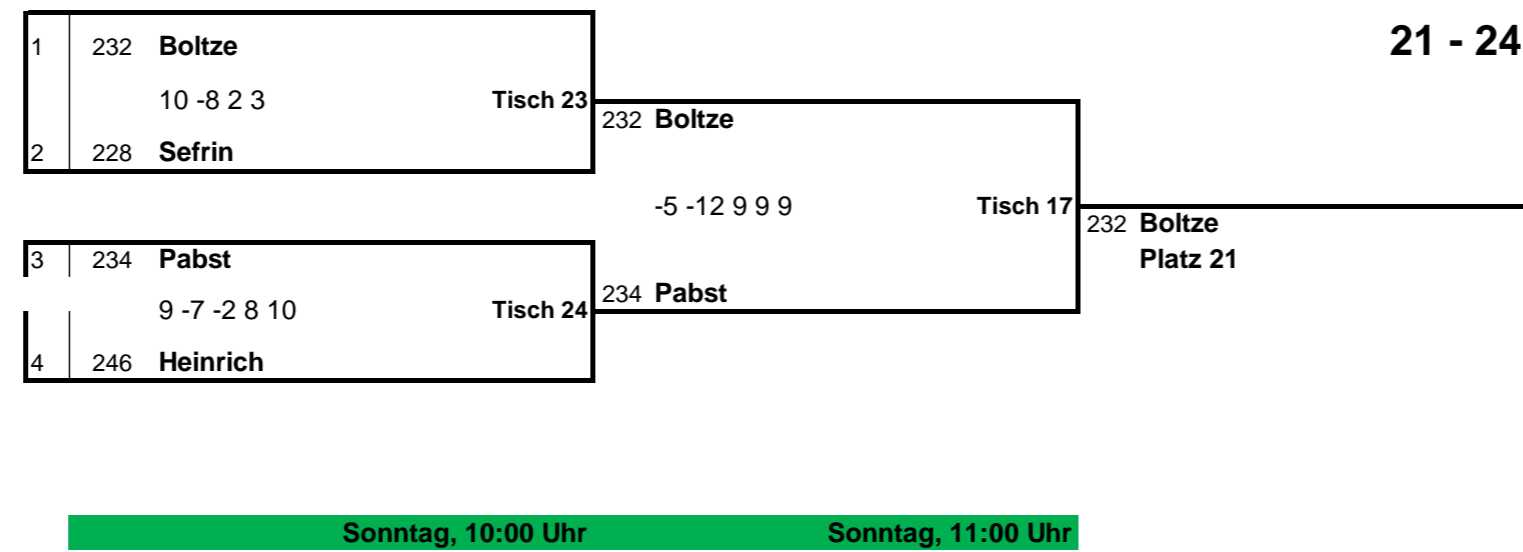 21 - 24
1 232 Boltze
10 -8 2 3 Tisch 23
232 Boltze
2 228 Sefrin
-5 -12 9 9 9 Tisch 17
232 Boltze
Platz 21
3 234 Pabst
234 Pabst
9 -7 -2 8 10 Tisch 24
4 246 Heinrich
Sonntag, 10:00 Uhr Sonntag, 11:00 Uhr